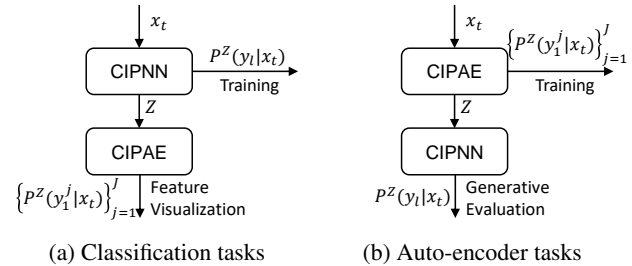 x_t
CIPNN
P^Z(y_l|x_t)
Training
Z
CIPAE
{P^Z(y_1^j|x_t)}_{j=1}^J
Feature
Visualization
(a) Classification tasks
x_t
CIPAE
{P^Z(y_1^j|x_t)}_{j=1}^J
Training
Z
CIPNN
P^Z(y_l|x_t)
Generative
Evaluation
(b) Auto-encoder tasks